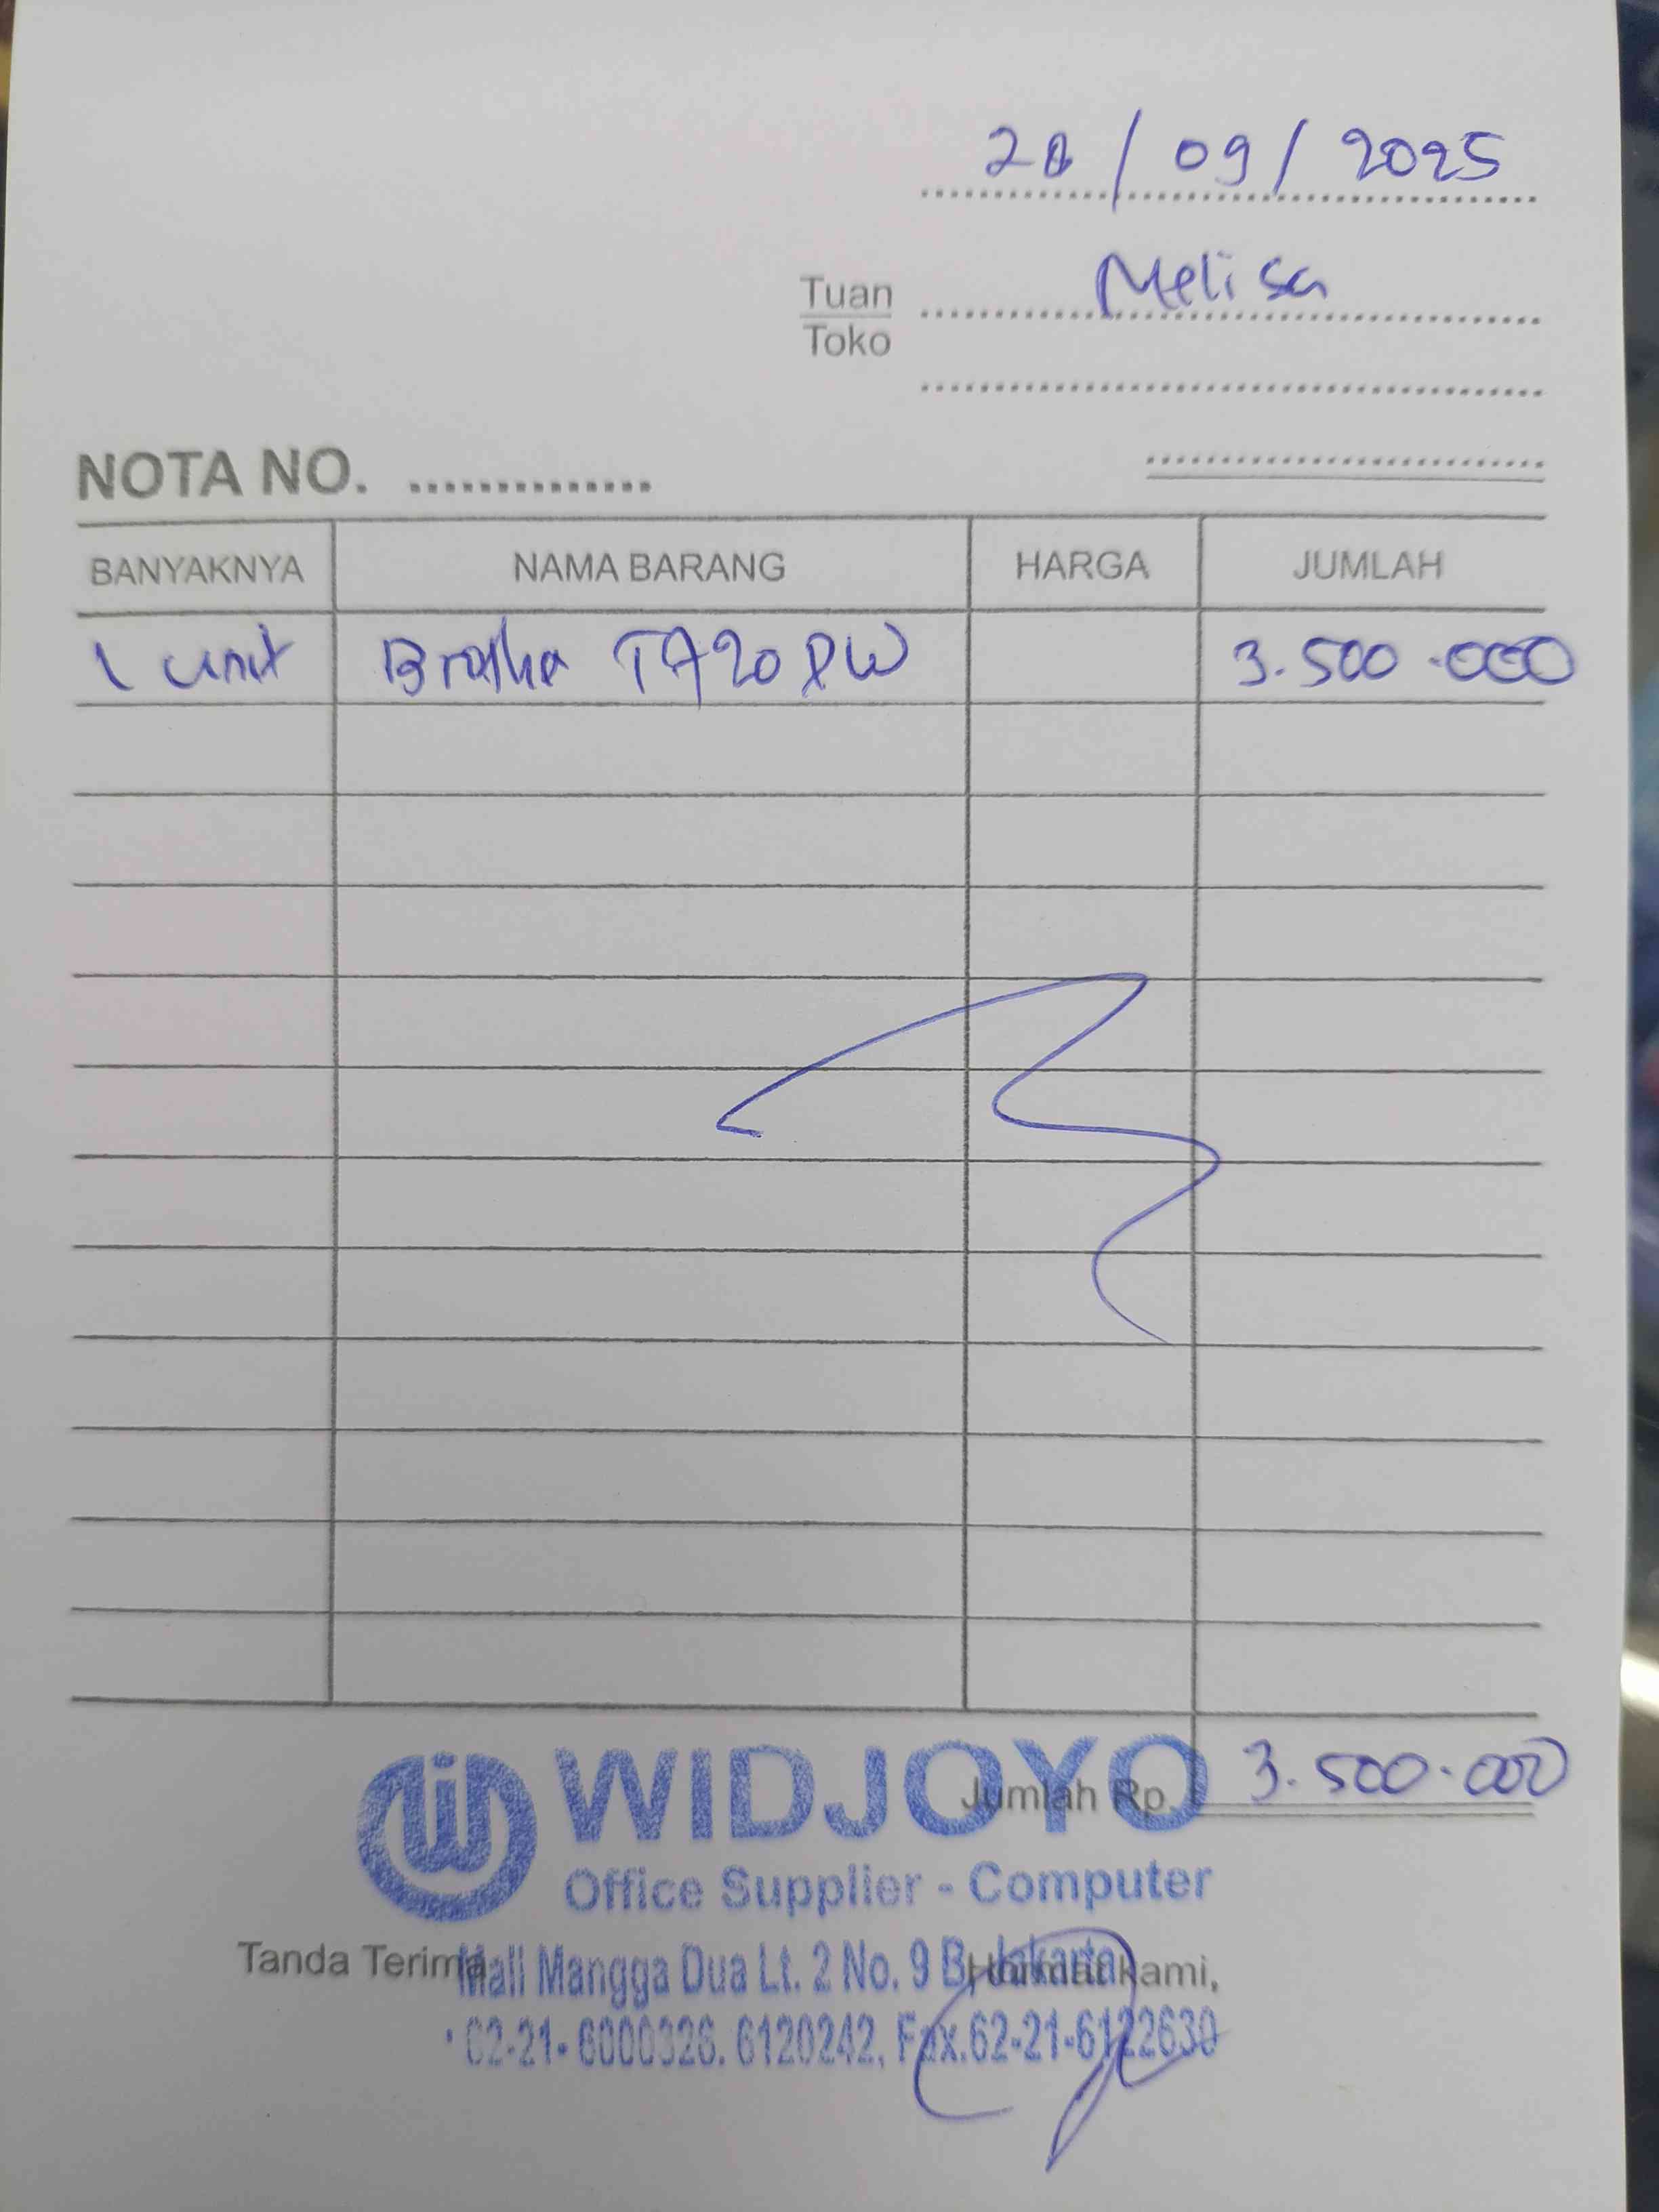 28/09/2025
Tuan Melisa
Toko
NOTA NO. ..............
BANYAKNYA NAMA BARANG HARGA JUMLAH
1 unit Brother T720DW 3.500.000
WIDJOYO
Jumlah Rp. 3.500.000
Office Supplier - Computer
Tanda Terima Hormat kami,
Mall Mangga Dua Lt. 2 No. 9 B, Jakarta
62-21- 6000326. 6120242, Fax.62-21-6122630